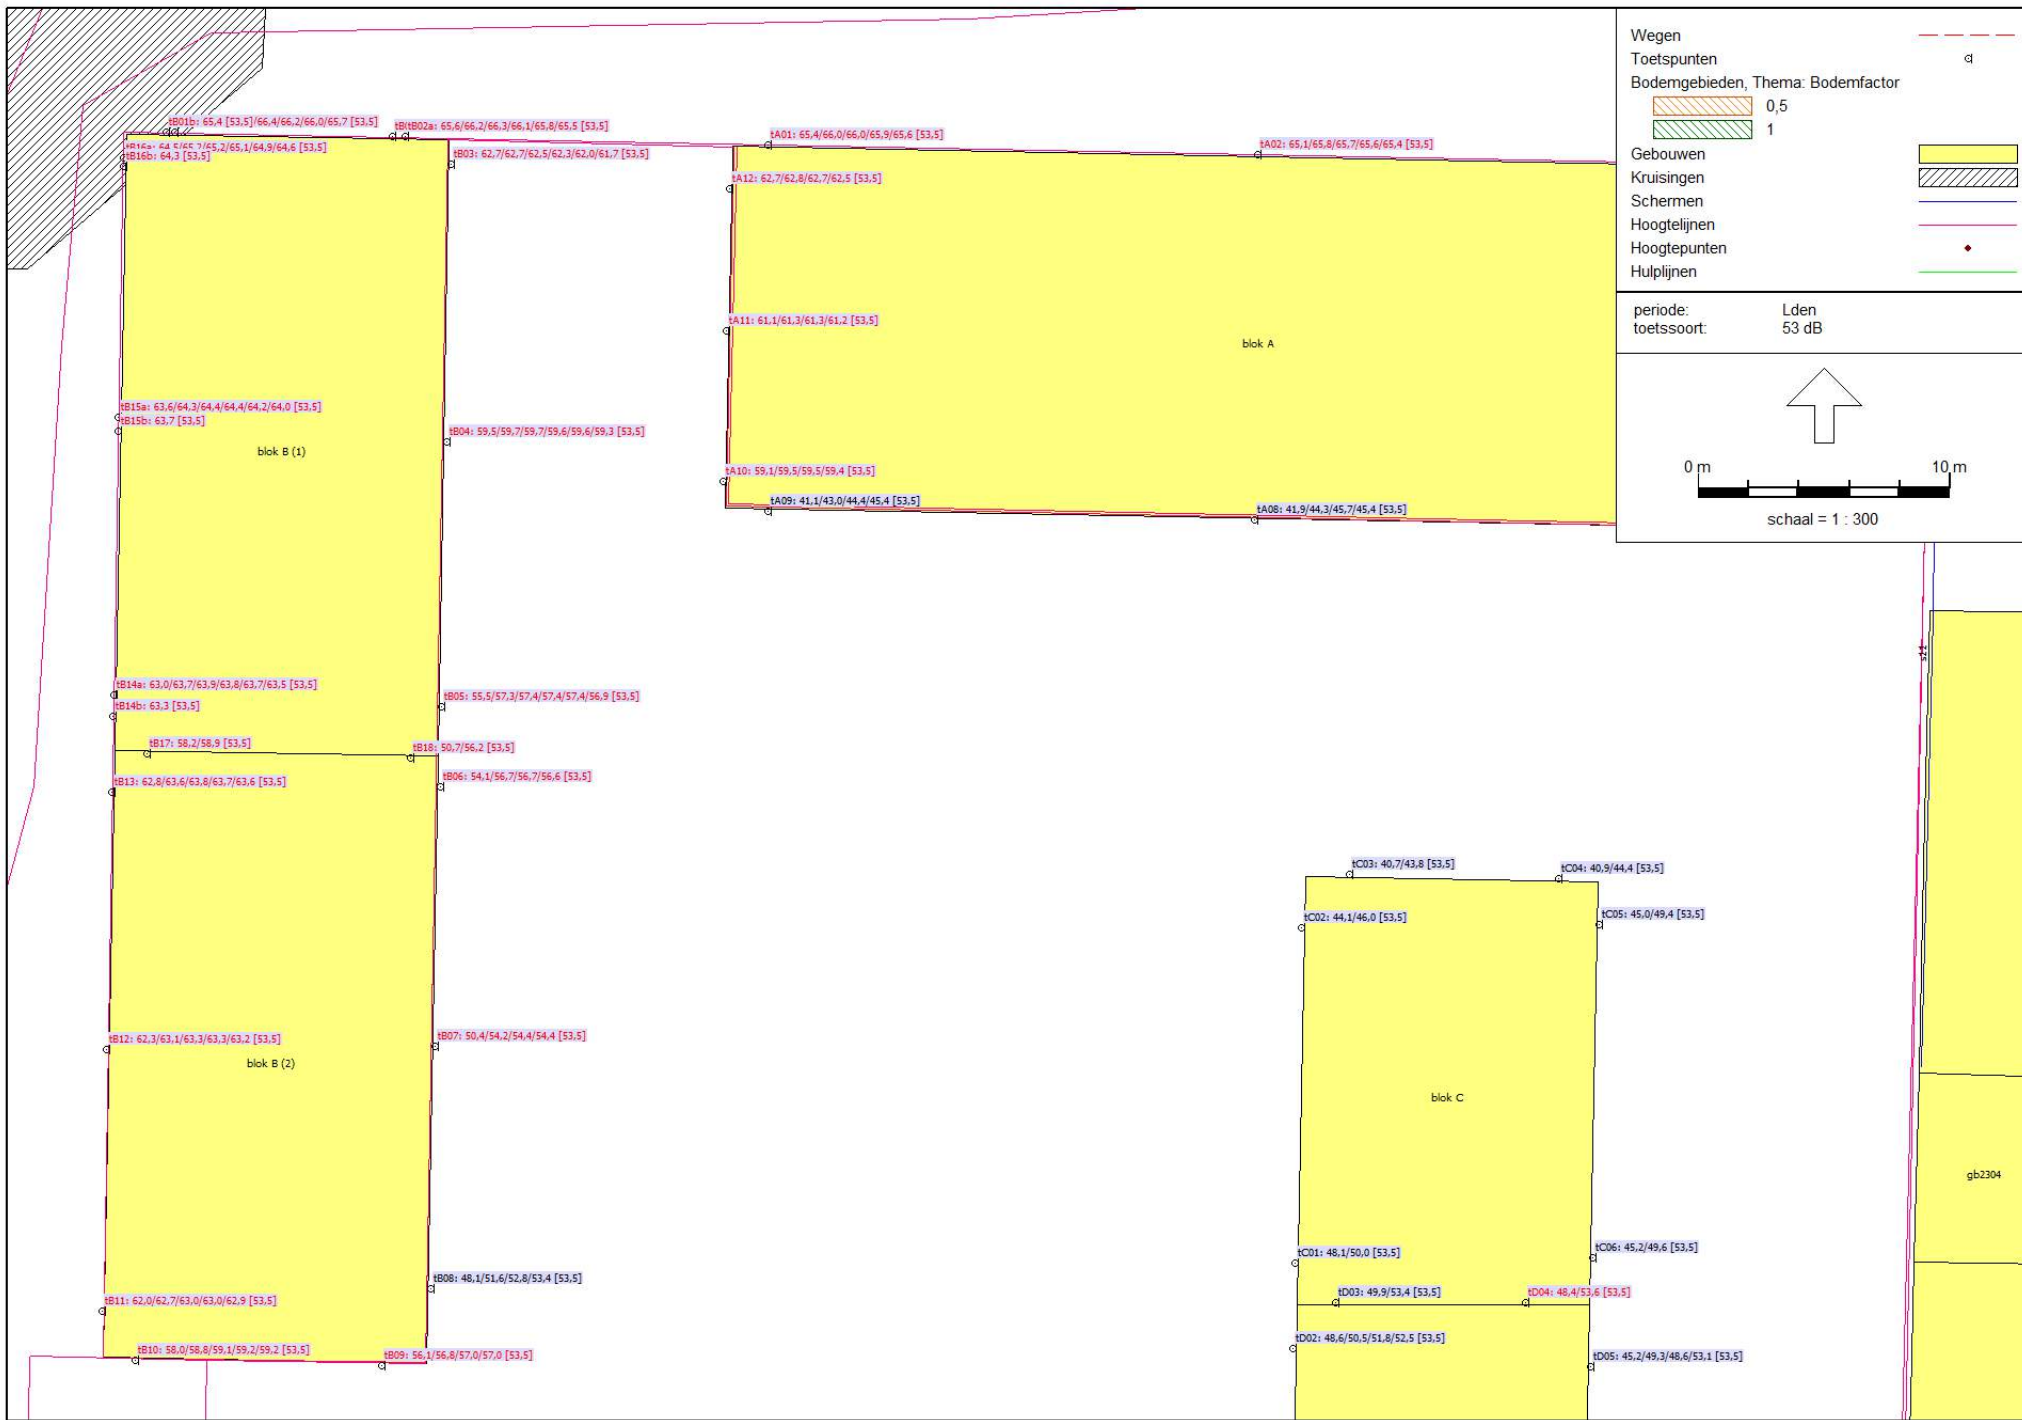 tB01b: 65,4 [53,5]/66,4/66,2/66,0/65,7 [53,5]
tB(tB02a: 65,6/66,2/66,3/66,1/65,8/65,5 [53,5]
tA01: 65,4/66,0/66,0/65,9/65,6 [53,5]
tA02: 65,1/65,8/65,7/65,6/65,4 [53,5]
tB16a: 64,5/65,2/65,2/65,1/64,9/64,6 [53,5]
tB16b: 64,3 [53,5]
tB03: 62,7/62,7/62,5/62,3/62,0/61,7 [53,5]
tA12: 62,7/62,8/62,7/62,5 [53,5]
tA11: 61,1/61,3/61,3/61,2 [53,5]
blok A
tB15a: 63,6/64,3/64,4/64,4/64,2/64,0 [53,5]
tB15b: 63,7 [53,5]
tB04: 59,5/59,7/59,7/59,6/59,6/59,3 [53,5]
blok B (1)
tA10: 59,1/59,5/59,5/59,4 [53,5]
tA09: 41,1/43,0/44,4/45,4 [53,5]
tA08: 41,9/44,3/45,7/45,4 [53,5]
tB14a: 63,0/63,7/63,9/63,8/63,7/63,5 [53,5]
tB14b: 63,3 [53,5]
tB05: 55,5/57,3/57,4/57,4/57,4/56,9 [53,5]
tB17: 58,2/58,9 [53,5]
tB18: 50,7/56,2 [53,5]
tB13: 62,8/63,6/63,8/63,7/63,6 [53,5]
tB06: 54,1/56,7/56,7/56,6 [53,5]
tC03: 40,7/43,8 [53,5]
tC04: 40,9/44,4 [53,5]
tC02: 44,1/46,0 [53,5]
tC05: 45,0/49,4 [53,5]
tB12: 62,3/63,1/63,3/63,3/63,2 [53,5]
tB07: 50,4/54,2/54,4/54,4 [53,5]
blok B (2)
blok C
gb2304
tC01: 48,1/50,0 [53,5]
tC06: 45,2/49,6 [53,5]
tB08: 48,1/51,6/52,8/53,4 [53,5]
tB11: 62,0/62,7/63,0/63,0/62,9 [53,5]
tD03: 49,9/53,4 [53,5]
tD04: 48,4/53,6 [53,5]
tB10: 58,0/58,8/59,1/59,2/59,2 [53,5]
tB09: 56,1/56,8/57,0/57,0 [53,5]
tD02: 48,6/50,5/51,8/52,5 [53,5]
tD05: 45,2/49,3/48,6/53,1 [53,5]
Wegen
Toetspunten
Bodemgebieden, Thema: Bodemfactor
0,5
1
Gebouwen
Kruisingen
Schermen
Hoogtelijnen
Hoogtepunten
Hulplijnen
periode: Lden
toetssoort: 53 dB
0 m 10 m
schaal = 1 : 300